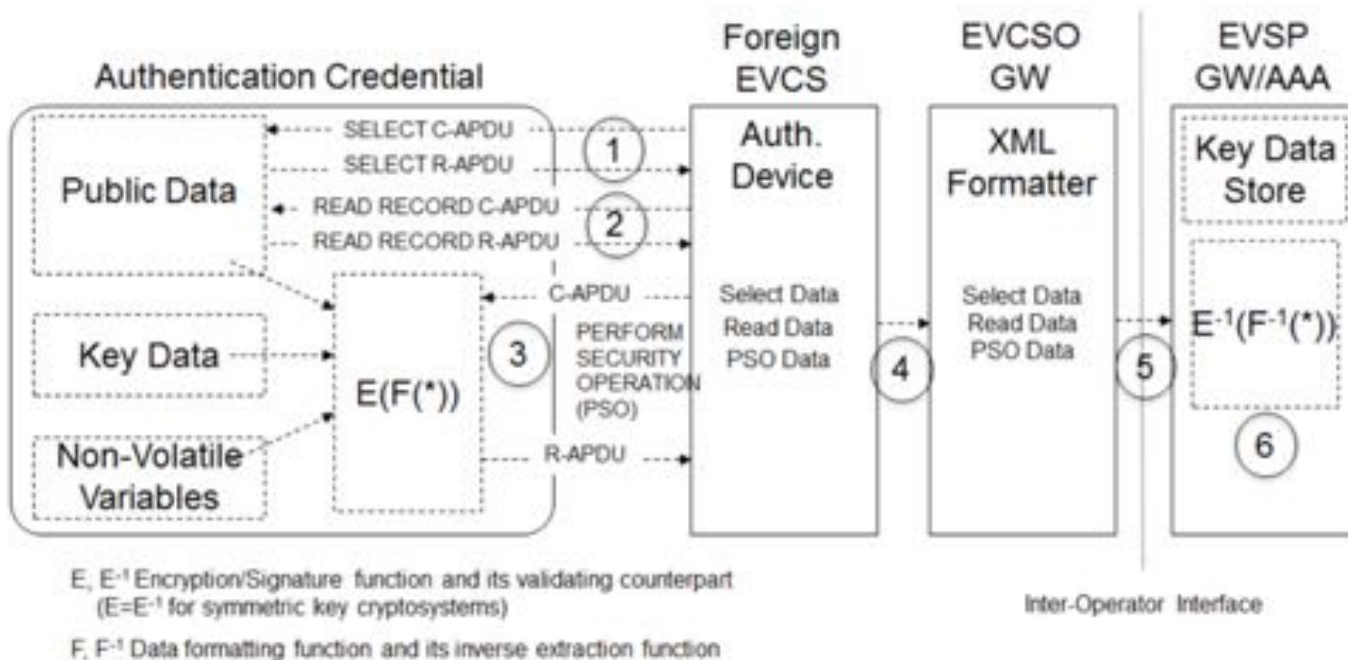 Authentication Credential
Foreign
EVCS
EVCSO
GW
EVSP
GW/AAA
Public Data
SELECT C-APDU
SELECT R-APDU
1
READ RECORD C-APDU
READ RECORD R-APDU
2
Auth.
Device
XML
Formatter
Key Data
Store
Key Data
Non-Volatile
Variables
E(F(*))
C-APDU
3
PERFORM
SECURITY
OPERATION
(PSO)
R-APDU
Select Data
Read Data
PSO Data
4
Select Data
Read Data
PSO Data
5
E⁻¹(F⁻¹(*))
6
E, E⁻¹ Encryption/Signature function and its validating counterpart
(E=E⁻¹ for symmetric key cryptosystems)
F, F⁻¹ Data formatting function and its inverse extraction function
Inter-Operator Interface